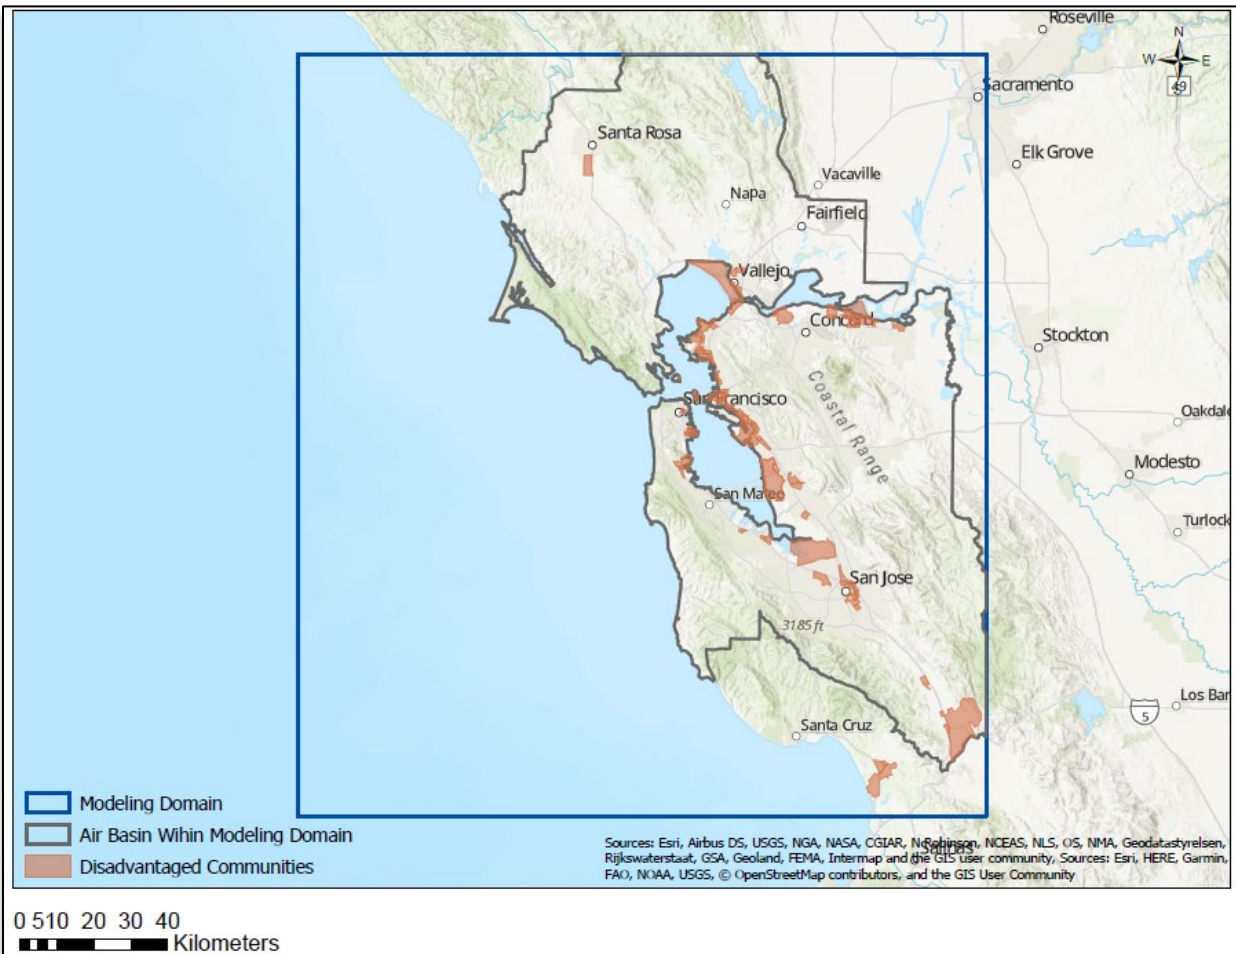 Roseville
N
W E
S
49
Sacramento
Santa Rosa
Elk Grove
Vacaville
Napa
Fairfield
Vallejo
Concord
Stockton
Coastal Range
San Francisco
Oakdale
Modesto
San Mateo
Turlock
San Jose
3185 ft
Los Ban
5
Santa Cruz
Modeling Domain
Air Basin Wihin Modeling Domain
Disadvantaged Communities
Salinas
Sources: Esri, Airbus DS, USGS, NGA, NASA, CGIAR, N Robinson, NCEAS, NLS, OS, NMA, Geodatastyrelsen,
Rijkswaterstaat, GSA, Geoland, FEMA, Intermap and the GIS user community, Sources: Esri, HERE, Garmin,
FAO, NOAA, USGS, © OpenStreetMap contributors, and the GIS User Community
0 510 20 30 40
Kilometers